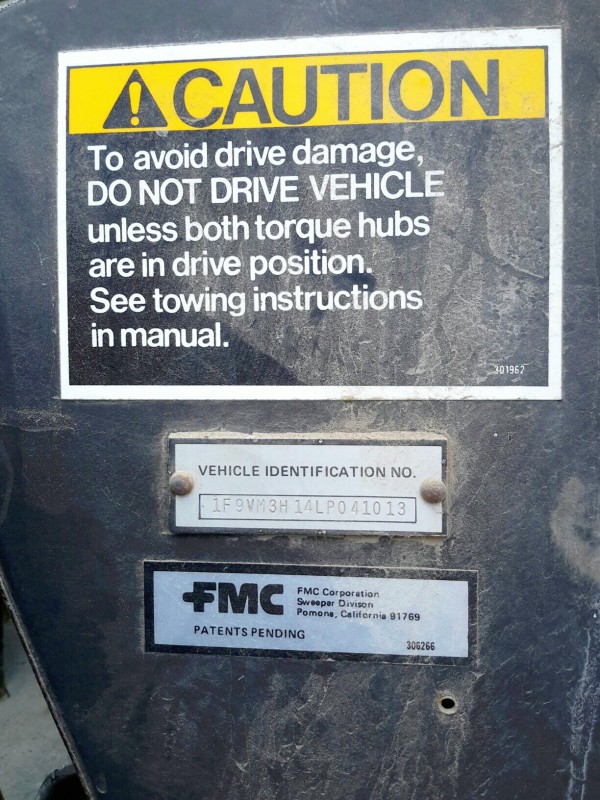 CAUTION
To avoid drive damage,
DO NOT DRIVE VEHICLE
unless both torque hubs
are in drive position.
See towing instructions
in manual.
301962
VEHICLE IDENTIFICATION NO.
1F9VM3H14LP041013
FMC
FMC Corporation
Sweeper Divison
Pomona, California 91769
PATENTS PENDING
306266